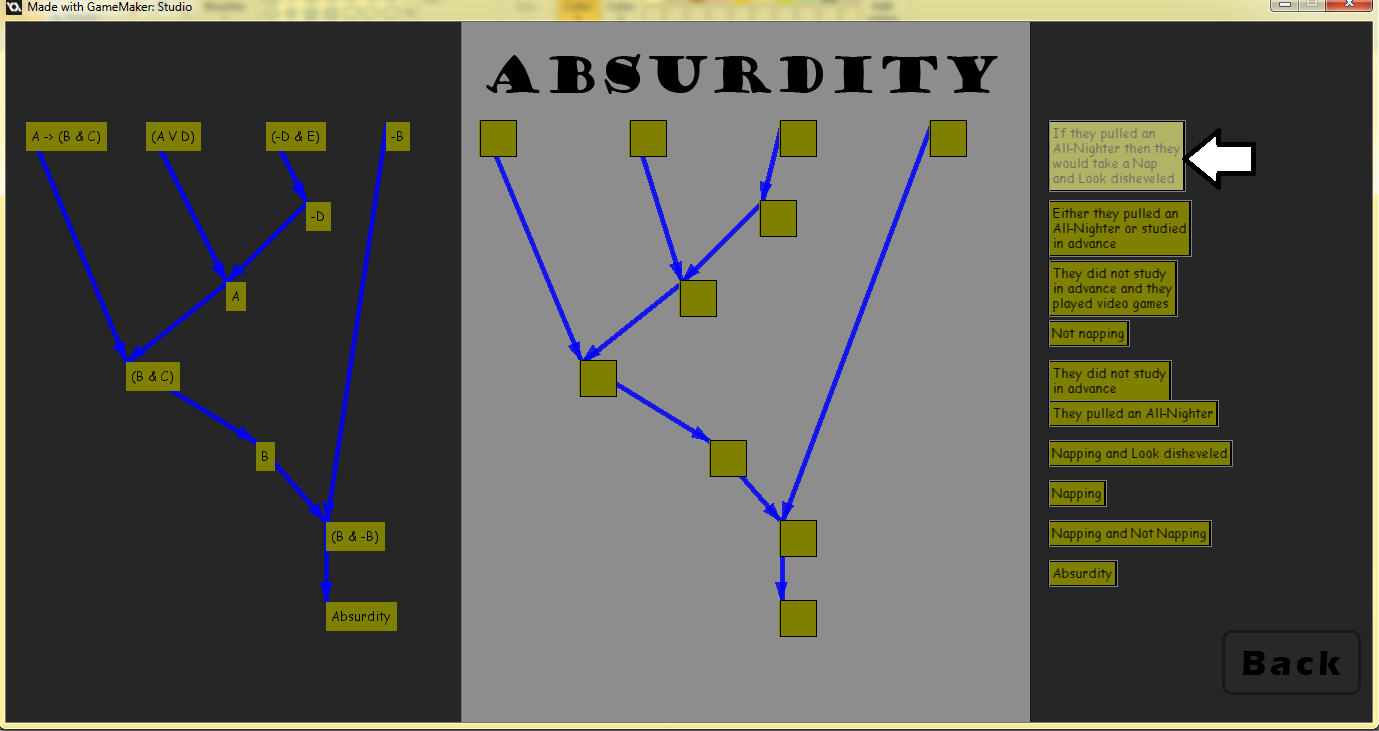 Made with GameMaker: Studio
ABSURDITY
A -> (B & C)
(A V D)
(-D & E)
-B
-D
A
(B & C)
B
(B & -B)
Absurdity
If they pulled an
All-Nighter then they
would take a Nap
and Look disheveled
Either they pulled an
All-Nighter or studied
in advance
They did not study
in advance and they
played video games
Not napping
They did not study
in advance
They pulled an All-Nighter
Napping and Look disheveled
Napping
Napping and Not Napping
Absurdity
Back